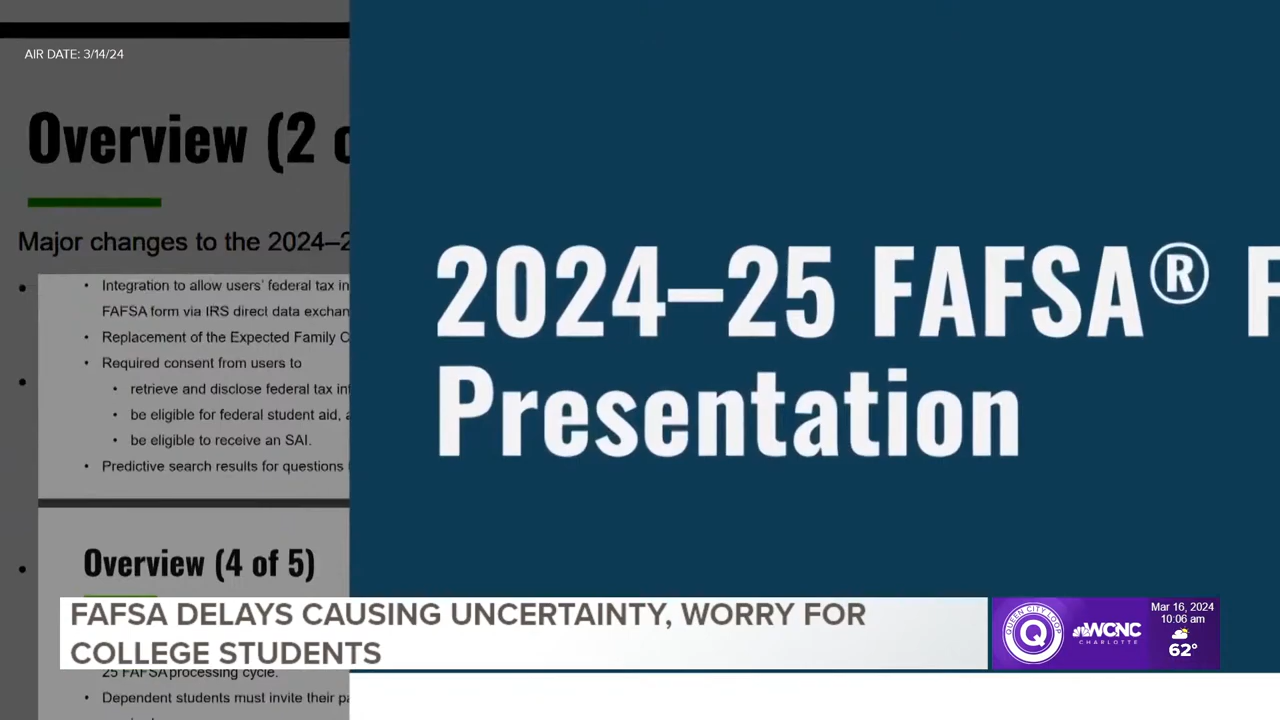 AIR DATE: 3/14/24
Overview (2 o
Major changes to the 2024–2
• Integration to allow users' federal tax in
FAFSA form via IRS direct data exchan
• Replacement of the Expected Family C
• Required consent from users to
• retrieve and disclose federal tax in
• be eligible for federal student aid, a
• be eligible to receive an SAI.
• Predictive search results for questions
Overview (4 of 5)
25 FAFSA processing cycle.
• Dependent students must invite their pa
2024–25 FAFSA® F
Presentation
FAFSA DELAYS CAUSING UNCERTAINTY, WORRY FOR
COLLEGE STUDENTS
QUEEN CITY LOOP
Q
WCNC
CHARLOTTE
Mar 16, 2024
10:06 am
62°